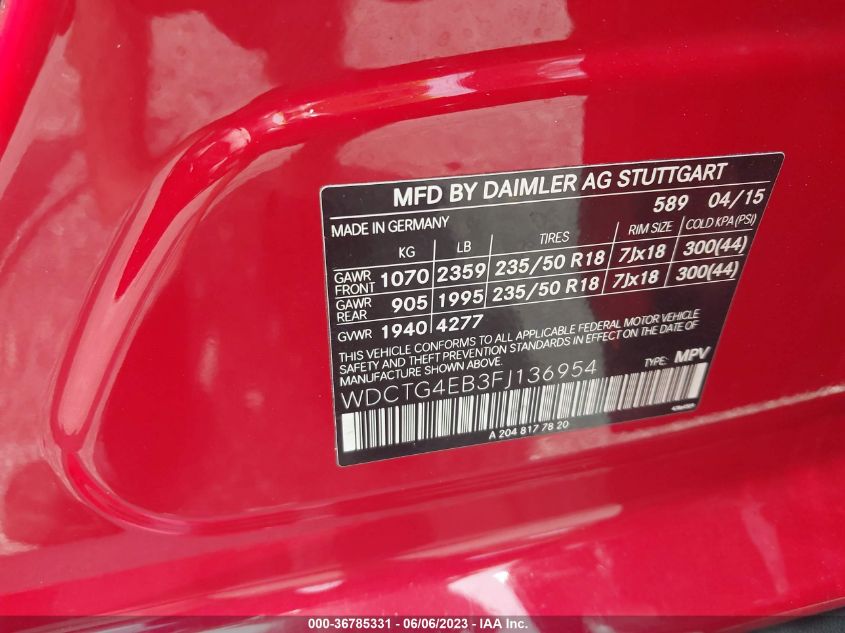 MFD BY DAIMLER AG STUTTGART
589 04/15
MADE IN GERMANY
KG LB TIRES RIM SIZE COLD KPA(PSI)
GAWR FRONT 1070 2359 235/50 R18 7Jx18 300(44)
GAWR REAR 905 1995 235/50 R18 7Jx18 300(44)
GVWR 1940 4277
THIS VEHICLE CONFORMS TO ALL APPLICABLE FEDERAL MOTOR VEHICLE
SAFETY AND THEFT PREVENTION STANDARDS IN EFFECT ON THE DATE OF
MANUFACTURE SHOWN ABOVE.
TYPE: MPV
WDCTG4EB3FJ136954
A 204 817 78 20
000-36785331 - 06/06/2023 - IAA Inc.